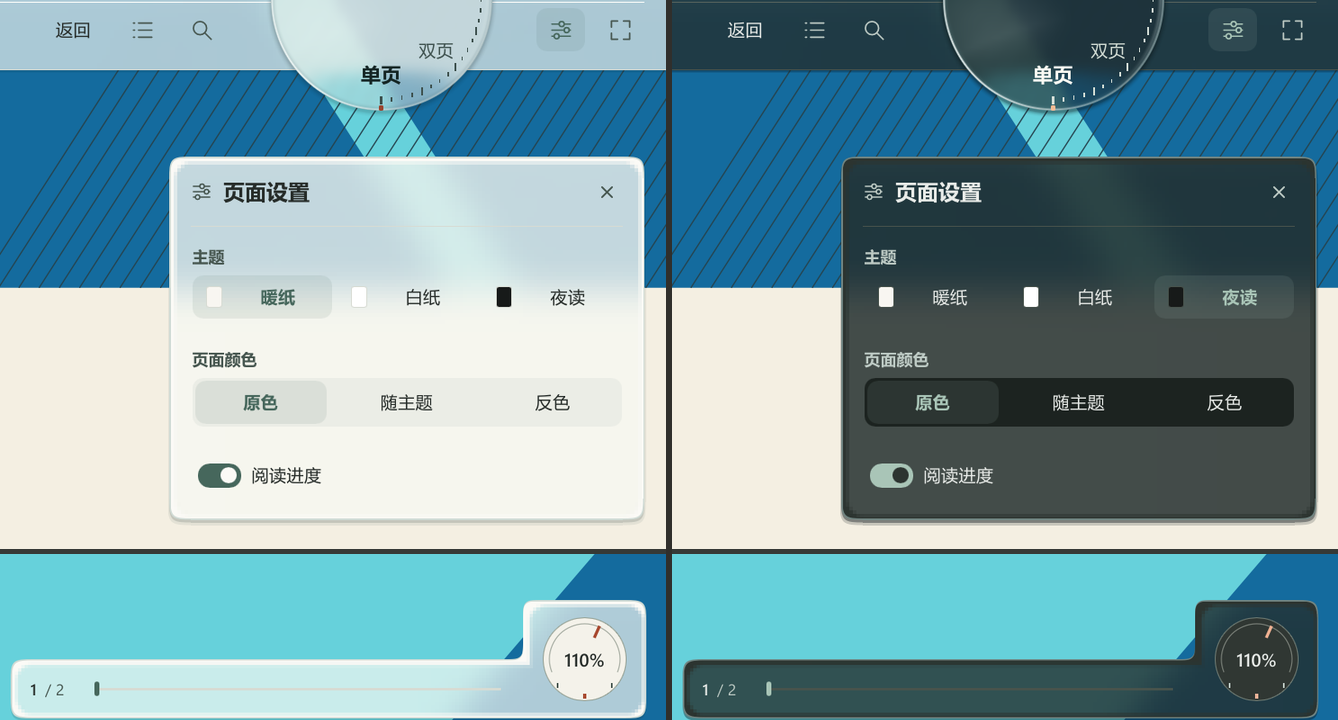 返回
双页
单页
页面设置
主题
暖纸 白纸 夜读
页面颜色
原色 随主题 反色
阅读进度
1 / 2
110%
返回
双页
单页
页面设置
主题
暖纸 白纸 夜读
页面颜色
原色 随主题 反色
阅读进度
1 / 2
110%